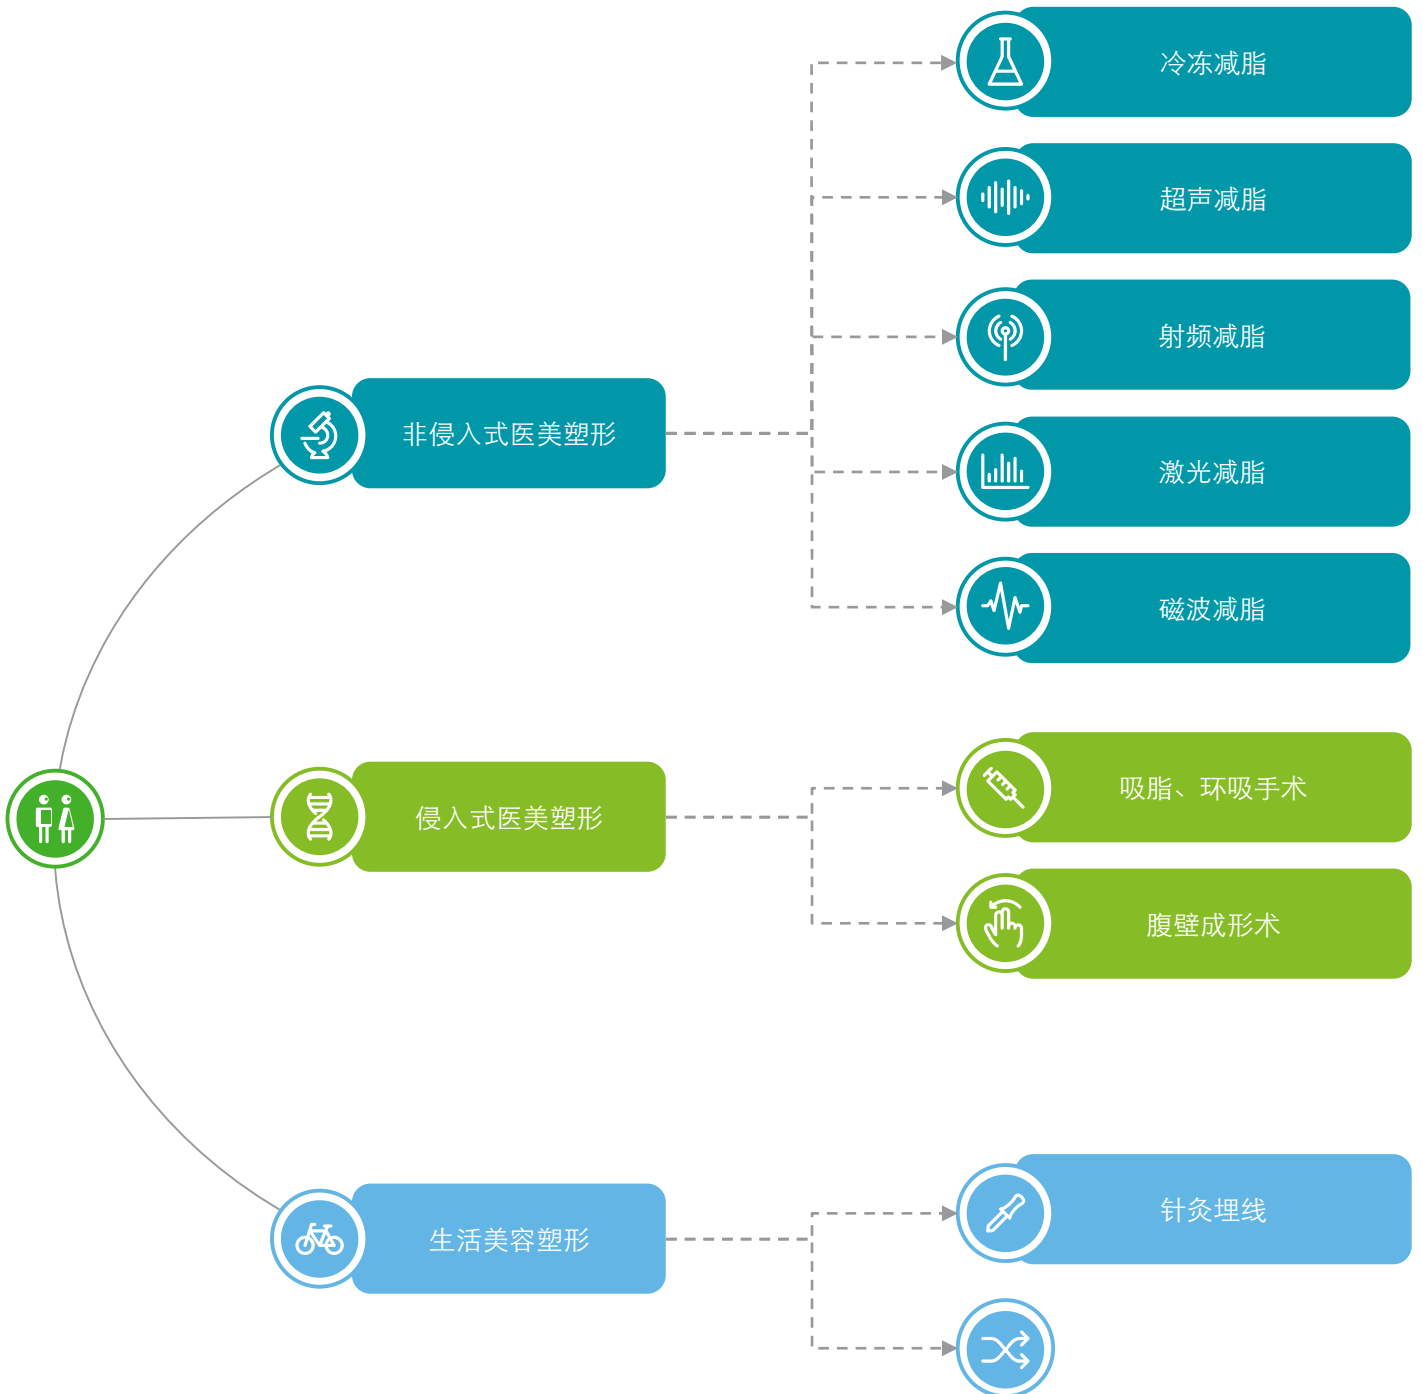 冷冻减脂
超声减脂
射频减脂
非侵入式医美塑形
激光减脂
磁波减脂
吸脂、环吸手术
侵入式医美塑形
腹壁成形术
针灸埋线
生活美容塑形